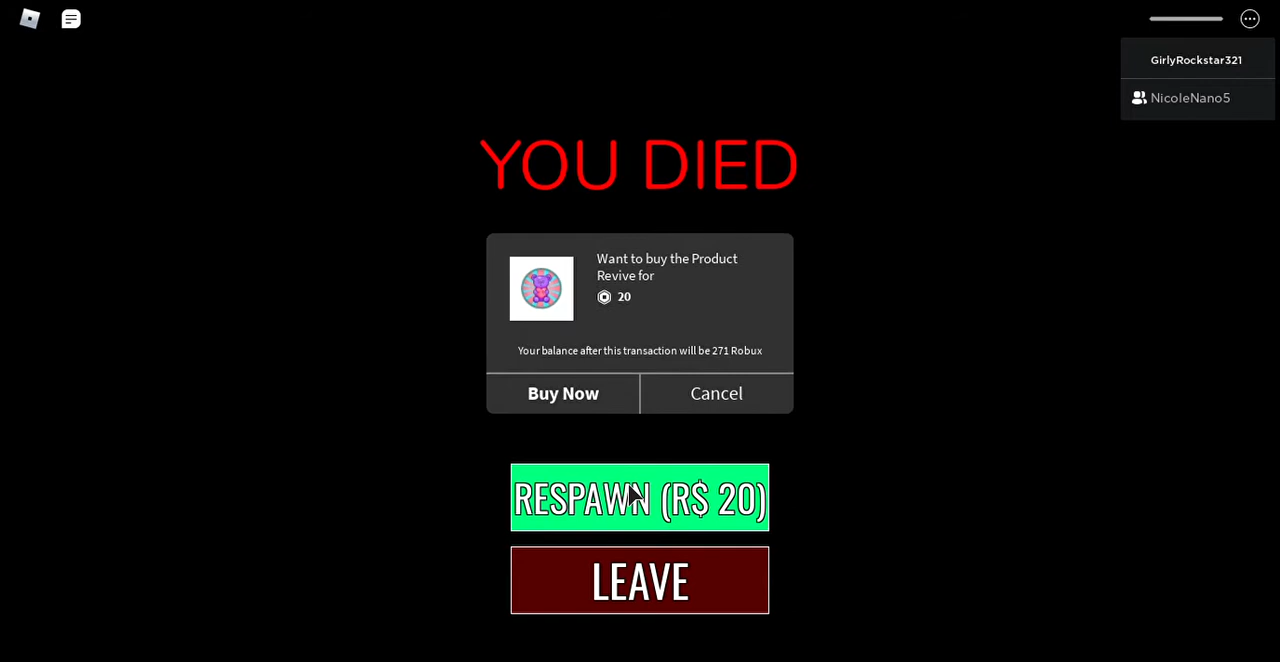 GirlyRockstar321
NicoleNano5
YOU DIED
Want to buy the Product
Revive for
20
Your balance after this transaction will be 271 Robux
Buy Now
Cancel
RESPAWN (R$ 20)
LEAVE